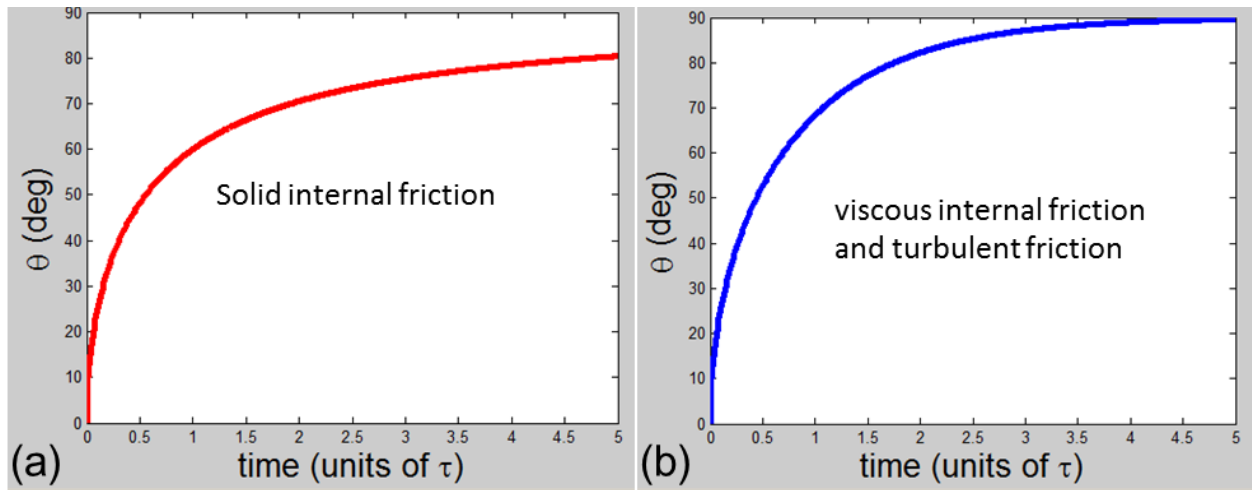 90
80
70
60
50
40
30
20
10
0
θ (deg)
Solid internal friction
0 0.5 1 1.5 2 2.5 3 3.5 4 4.5 5
time (units of τ)
(a)
90
80
70
60
50
40
30
20
10
0
θ (deg)
viscous internal friction
and turbulent friction
0 0.5 1 1.5 2 2.5 3 3.5 4 4.5 5
time (units of τ)
(b)